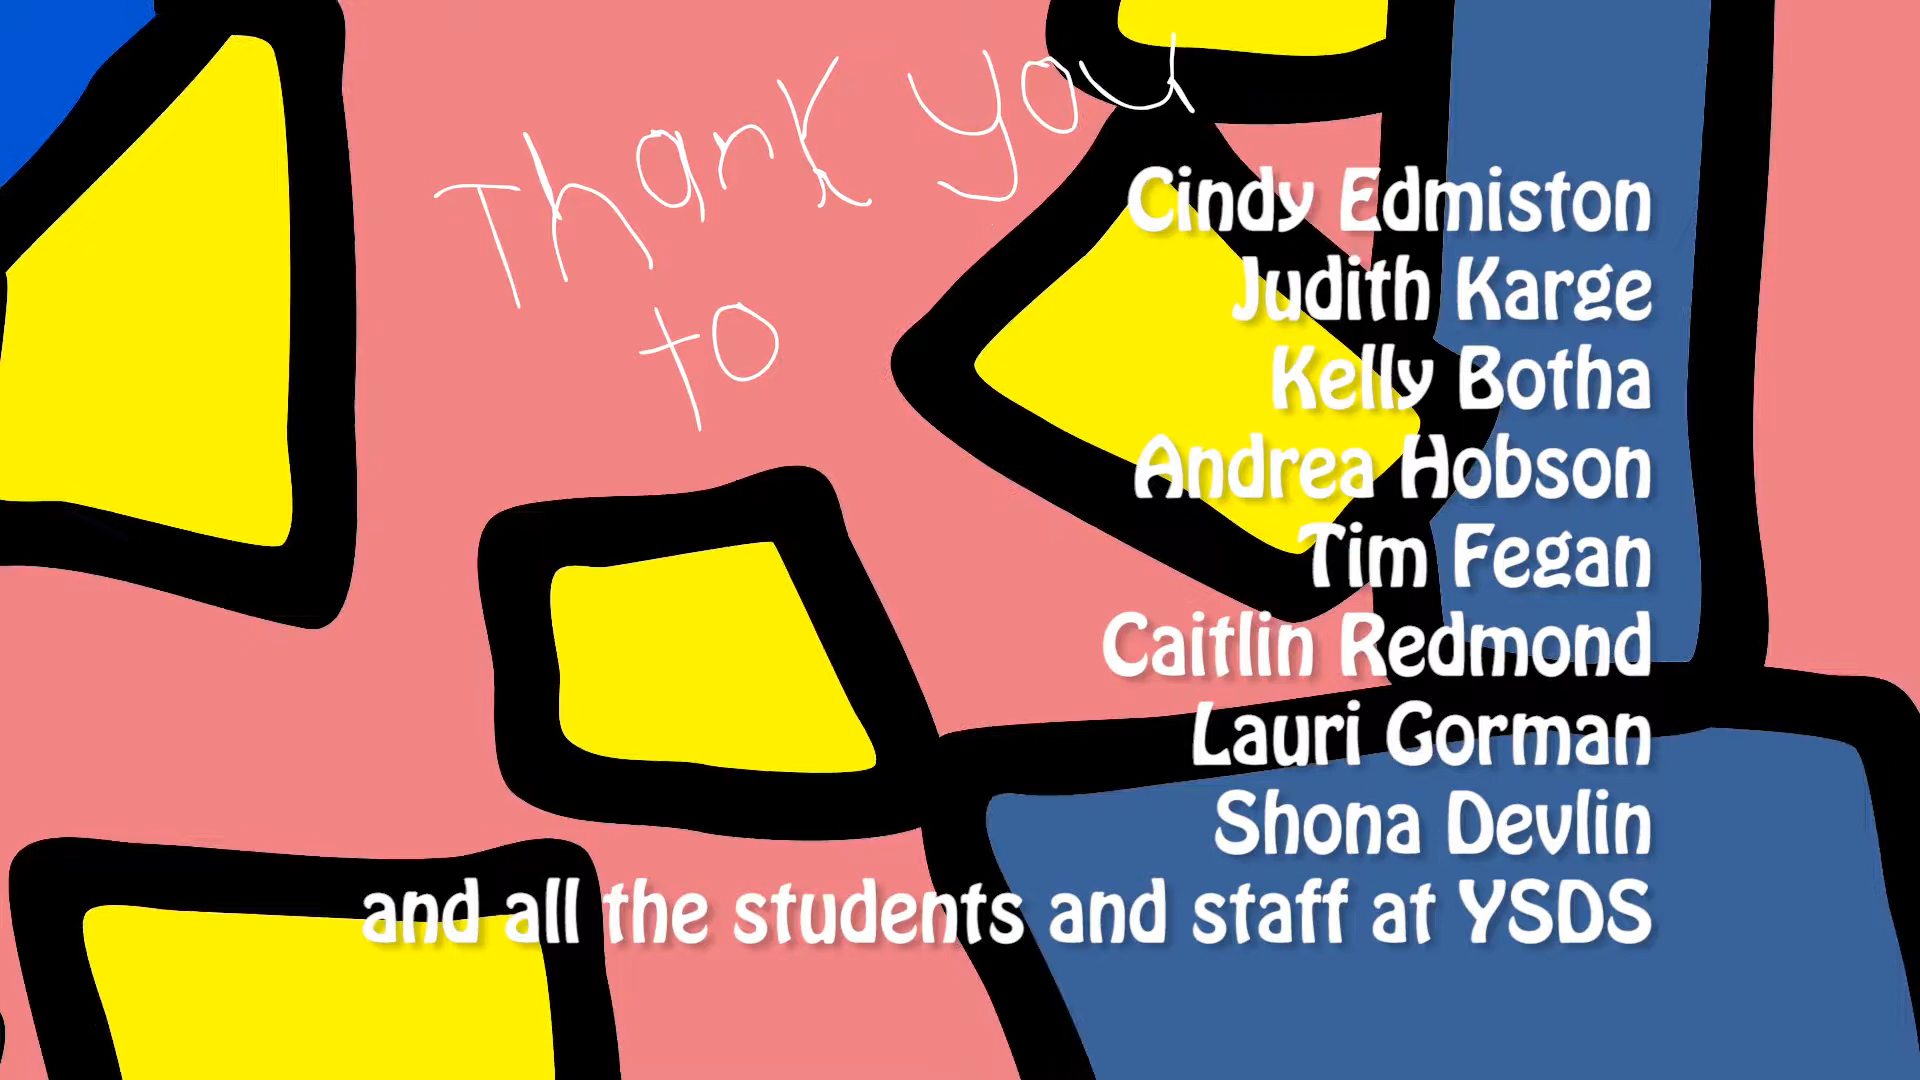 Thank you
to
Cindy Edmiston
Judith Karge
Kelly Botha
Andrea Hobson
Tim Fegan
Caitlin Redmond
Lauri Gorman
Shona Devlin
and all the students and staff at YSDS